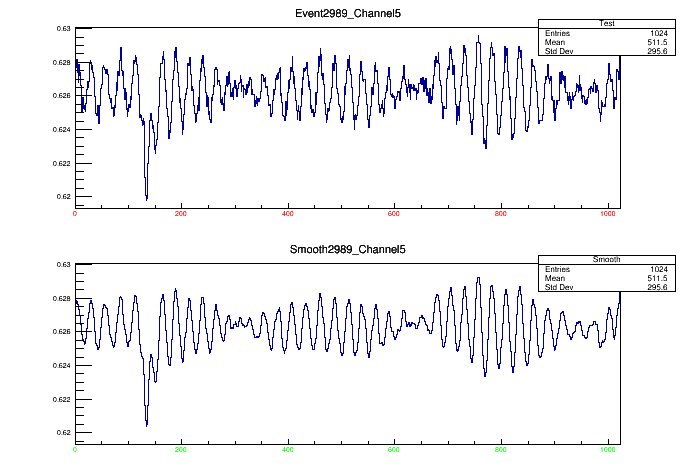 Event2989_Channel5
Test
Entries 1024
Mean 511.5
Std Dev 295.6
0.63
0.628
0.626
0.624
0.622
0.62
0 200 400 600 800 1000
Smooth2989_Channel5
Smooth
Entries 1024
Mean 511.5
Std Dev 295.6
0.63
0.628
0.626
0.624
0.622
0.62
0 200 400 600 800 1000